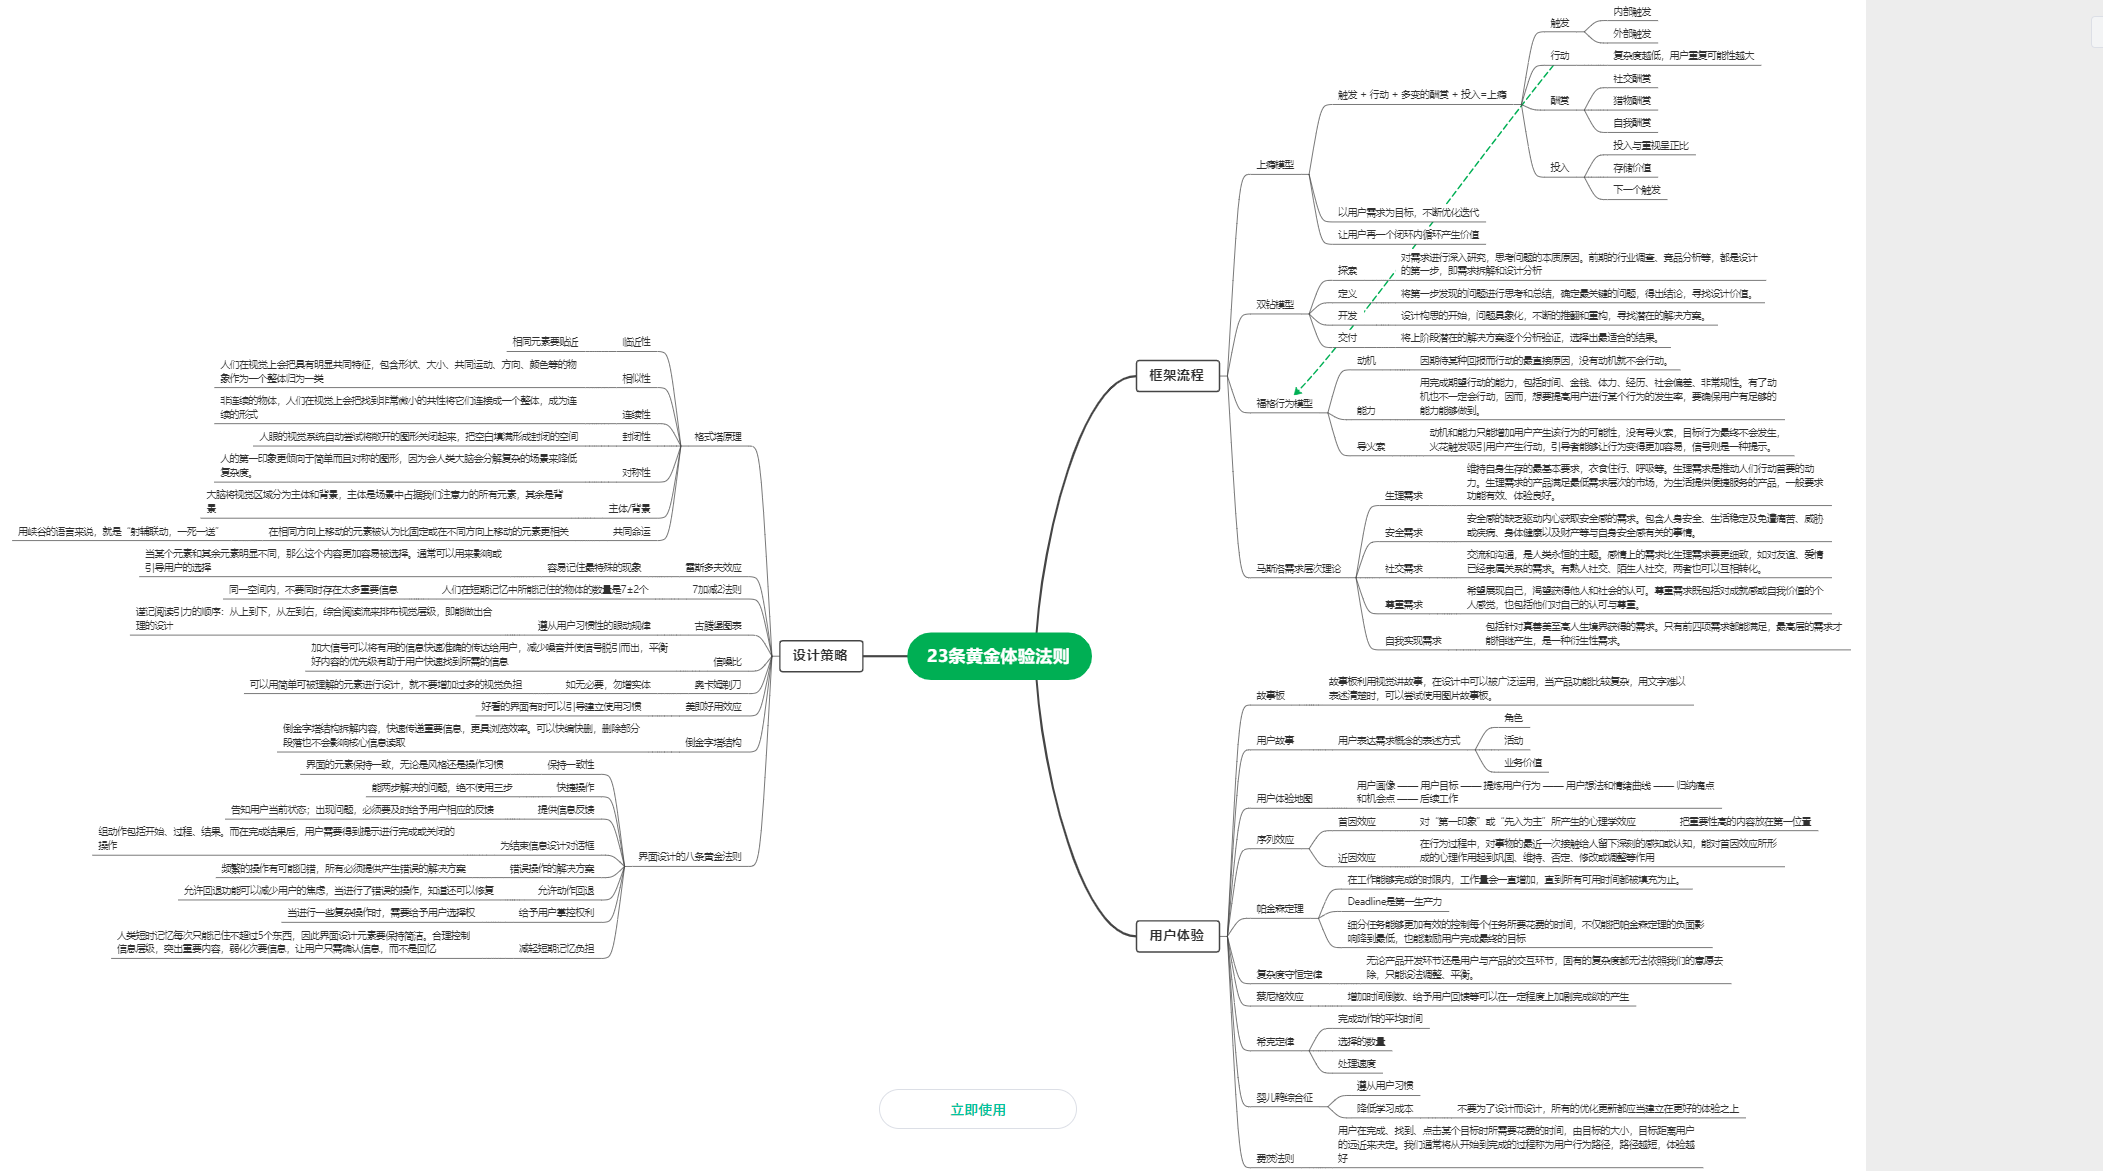 23条黄金体验法则
框架流程
上瘾模型
触发 + 行动 + 多变的酬赏 + 投入=上瘾
触发
内部触发
外部触发
行动
复杂度越低，用户重复可能性越大
酬赏
社交酬赏
猎物酬赏
自我酬赏
投入
投入与重视呈正比
存储价值
下一个触发
以用户需求为目标，不断优化迭代
让用户再一个闭环内循环产生价值
双钻模型
探索
对需求进行深入研究，思考问题的本质原因。前期的行业调查、竞品分析等，都是设计
的第一步，即需求拆解和设计分析
定义
将第一步发现的问题进行思考和总结，确定最关键的问题，得出结论，寻找设计价值。
开发
设计构思的开始，问题具象化，不断的推翻和重构，寻找潜在的解决方案。
交付
将上阶段潜在的解决方案逐个分析验证，选择出最适合的结果。
福格行为模型
动机
因期待某种回报而行动的最直接原因，没有动机就不会行动。
能力
用完成期望行动的能力，包括时间、金钱、体力、经历、社会偏差、非常规性。有了动
机也不一定会行动，因而，想要提高用户进行某个行为的发生率，要确保用户有足够的
能力能够做到。
导火索
动机和能力只能增加用户产生该行为的可能性，没有导火索，目标行为最终不会发生，
火花触发吸引用户产生行动，引导者能够让行为变得更加容易，信号则是一种提示。
马斯洛需求层次理论
生理需求
维持自身生存的最基本要求，衣食住行、呼吸等。生理需求是推动人们行动首要的动
力。生理需求的产品满足最低需求层次的市场，为生活提供便捷服务的产品，一般要求
功能有效、体验良好。
安全需求
安全感的缺乏驱动内心获取安全感的需求。包含人身安全、生活稳定及免遭痛苦、威胁
或疾病、身体健康以及财产等与自身安全感有关的事情。
社交需求
交流和沟通，是人类永恒的主题。感情上的需求比生理需求要更细致，如对友谊、爱情
已经隶属关系的需求。有熟人社交、陌生人社交，两者也可以互相转化。
尊重需求
希望展现自己，渴望获得他人和社会的认可。尊重需求既包括对成就感或自我价值的个
人感觉，也包括他们对自己的认可与尊重。
自我实现需求
包括针对真善美至高人生境界获得的需求。只有前四项需求都能满足，最高层的需求才
能相继产生，是一种衍生性需求。
用户体验
故事板
故事板利用视觉讲故事，在设计中可以被广泛运用，当产品功能比较复杂，用文字难以
表述清楚时，可以尝试使用图片故事板。
用户故事
用户表达需求概念的表述方式
角色
活动
业务价值
用户体验地图
用户画像 —— 用户目标 —— 提炼用户行为 —— 用户想法和情绪曲线 —— 归纳痛点
和机会点 —— 后续工作
序列效应
首因效应
对“第一印象”或“先入为主”所产生的心理学效应
把重要性高的内容放在第一位置
近因效应
在行为过程中，对事物的最近一次接触给人留下深刻的感知或认知，能对首因效应所形
成的心理作用起到巩固、维持、否定、修改或调整等作用
帕金森定理
在工作能够完成的时限内，工作量会一直增加，直到所有可用时间都被填充为止。
Deadline是第一生产力
细分任务能够更加有效的控制每个任务所要花费的时间，不仅能把帕金森定理的负面影
响降到最低，也能激励用户完成最终的目标
复杂度守恒定律
无论产品开发环节还是用户与产品的交互环节，固有的复杂度都无法依照我们的意愿去
除，只能设法调整、平衡。
蔡尼格效应
增加时间倒数、给予用户回馈等可以在一定程度上加剧完成欲的产生
希克定律
完成动作的平均时间
选择的数量
处理速度
婴儿鸭综合征
遵从用户习惯
降低学习成本
不要为了设计而设计，所有的优化更新都应当建立在更好的体验之上
费茨法则
用户在完成、找到、点击某个目标时所需要花费的时间，由目标的大小，目标距离用户
的远近来决定。我们通常将从开始到完成的过程称为用户行为路径，路径越短，体验越
好
设计策略
格式塔原理
临近性
相同元素要贴近
相似性
人们在视觉上会把具有明显共同特征，包含形状、大小、共同运动、方向、颜色等的物
象作为一个整体归为一类
连续性
非连续的物体，人们在视觉上会把找到非常微小的共性将它们连接成一个整体，成为连
续的形式
封闭性
人眼的视觉系统自动尝试将敞开的图形关闭起来，把空白填满形成封闭的空间
对称性
人的第一印象更倾向于简单而且对称的图形，因为会人类大脑会分解复杂的场景来降低
复杂度。
主体/背景
大脑将视觉区域分为主体和背景，主体是场景中占据我们注意力的所有元素，其余是背
景
共同命运
在相同方向上移动的元素被认为比固定或在不同方向上移动的元素更相关
用峡谷的语言来说，就是“射辅联动，一死一送”
雷斯多夫效应
容易记住最特殊的现象
当某个元素和其余元素明显不同，那么这个内容更加容易被选择。通常可以用来影响或
引导用户的选择
7加减2法则
人们在短期记忆中所能记住的物体的数量是7±2个
同一空间内，不要同时存在太多重要信息
古腾堡图表
遵从用户习惯性的眼动规律
谨记阅读引力的顺序：从上到下，从左到右，综合阅读流来排布视觉层级，即能做出合
理的设计
信噪比
加大信号可以将有用的信息快速准确的传达给用户，减少噪音并使信号脱引而出，平衡
好内容的优先级有助于用户快速找到所需的信息
奥卡姆剃刀
如无必要，勿增实体
可以用简单可被理解的元素进行设计，就不要增加过多的视觉负担
美即好用效应
好看的界面有时可以引导建立使用习惯
倒金字塔结构
倒金字塔结构拆解内容，快速传递重要信息，更具浏览效率。可以快编快删，删除部分
段落也不会影响核心信息读取
界面设计的八条黄金法则
保持一致性
界面的元素保持一致，无论是风格还是操作习惯
快捷操作
能两步解决的问题，绝不使用三步
提供信息反馈
告知用户当前状态；出现问题，必须要及时给予用户相应的反馈
为结束信息设计对话框
组动作包括开始、过程、结果。而在完成结果后，用户需要得到提示进行完成或关闭的
操作
错误操作的解决方案
频繁的操作有可能犯错，所有必须提供产生错误的解决方案
允许动作回退
允许回退功能可以减少用户的焦虑，当进行了错误的操作，知道还可以修复
给予用户掌控权利
当进行一些复杂操作时，需要给予用户选择权
减轻短期记忆负担
人类短时记忆每次只能记住不超过5个东西，因此界面设计元素要保持简洁。合理控制
信息层级，突出重要内容，弱化次要信息，让用户只需确认信息，而不是回忆
立即使用